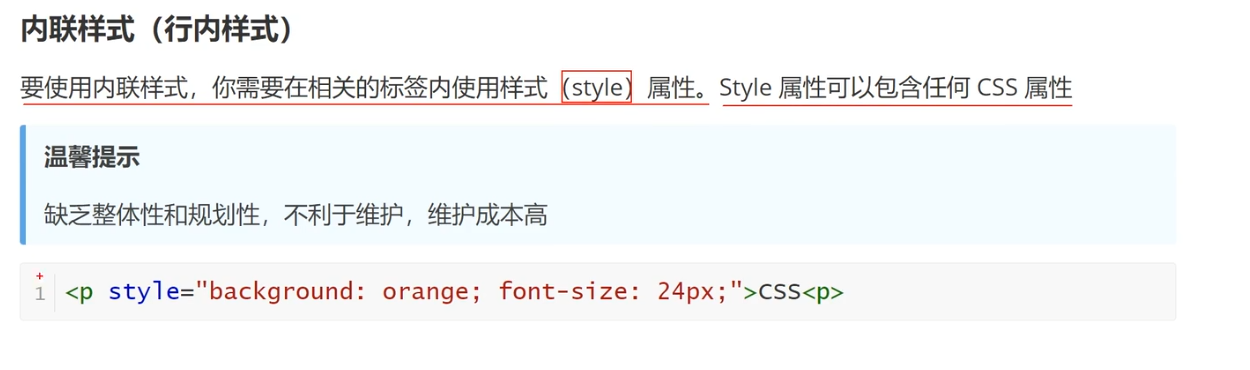 内联样式（行内样式）
要使用内联样式，你需要在相关的标签内使用样式（style）属性。Style 属性可以包含任何 CSS 属性
温馨提示
缺乏整体性和规划性，不利于维护，维护成本高
+
1 <p style="background: orange; font-size: 24px;">CSS<p>